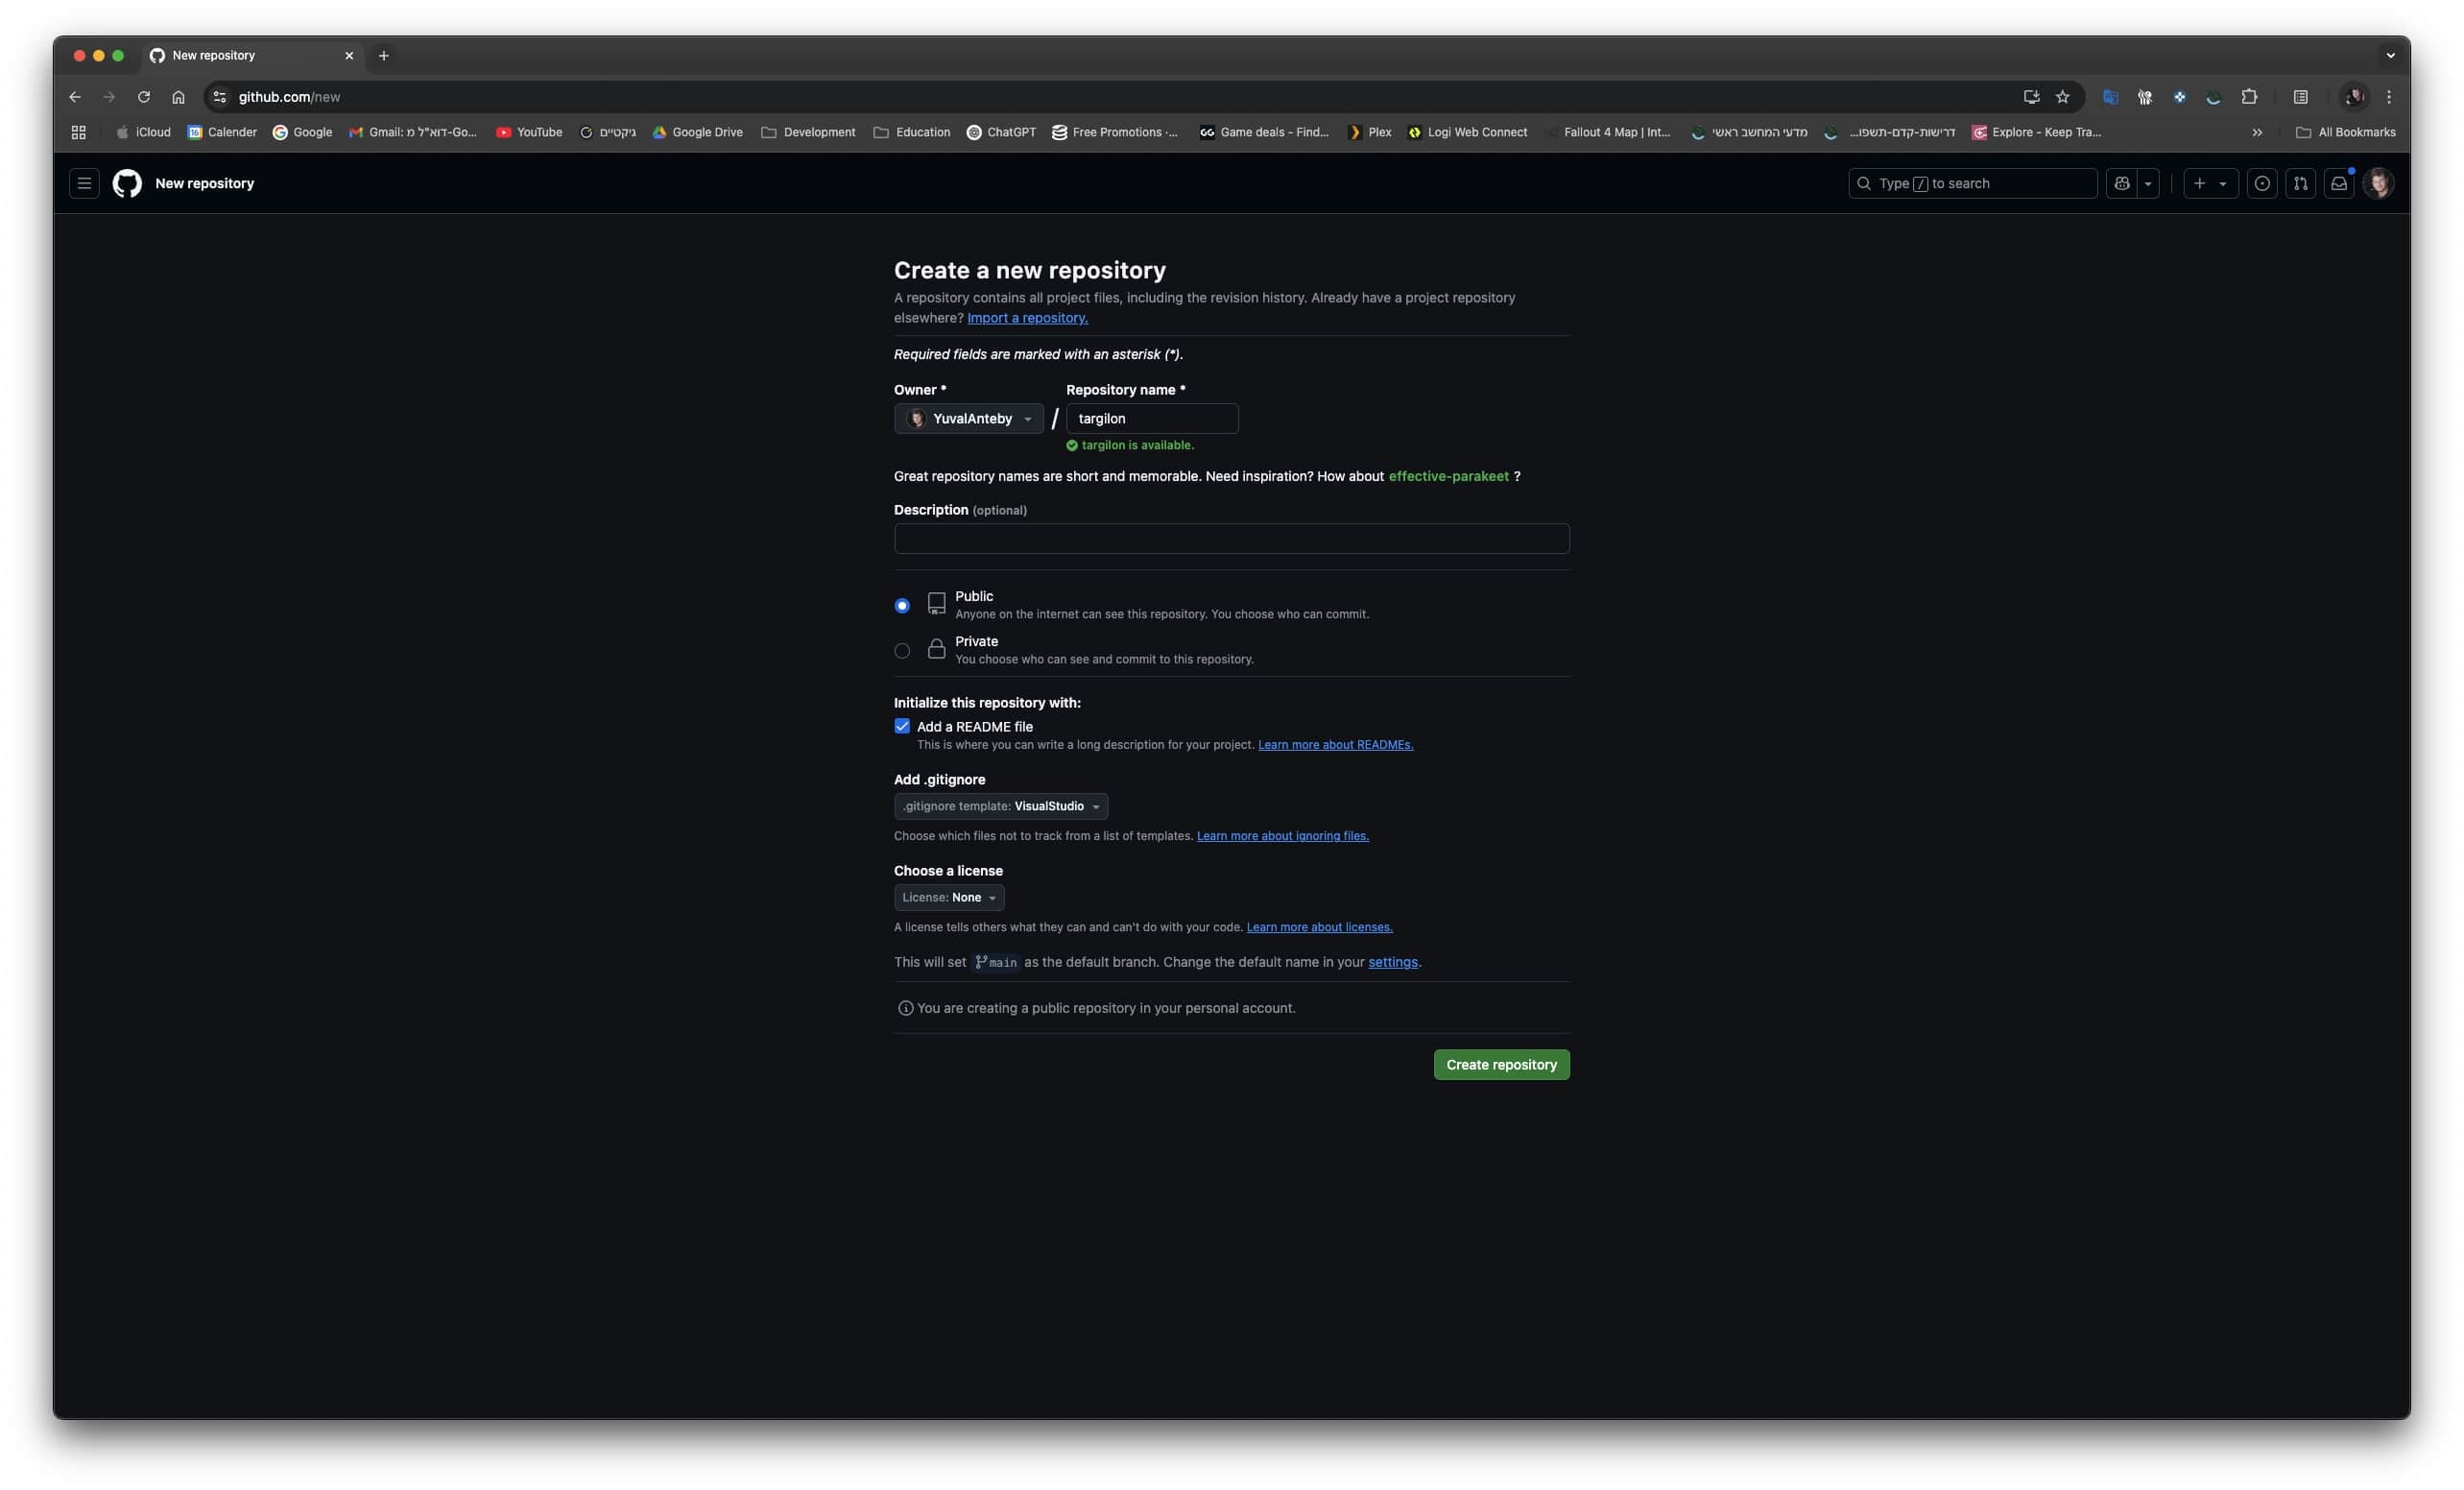 New repository
github.com/new
iCloud
Calender
Google
Gmail: דוא"ל מ-Go...
YouTube
גיקטיים
Google Drive
Development
Education
ChatGPT
Free Promotions -...
Game deals - Find...
Plex
Logi Web Connect
Fallout 4 Map | Int...
מדעי המחשב ראשי
דרישות-קדם-תשפו...
Explore - Keep Tra...
All Bookmarks
New repository
Type / to search
Create a new repository
A repository contains all project files, including the revision history. Already have a project repository
elsewhere? Import a repository.
Required fields are marked with an asterisk (*).
Owner * Repository name *
YuvalAnteby / targilon
targilon is available.
Great repository names are short and memorable. Need inspiration? How about effective-parakeet ?
Description (optional)
Public
Anyone on the internet can see this repository. You choose who can commit.
Private
You choose who can see and commit to this repository.
Initialize this repository with:
Add a README file
This is where you can write a long description for your project. Learn more about READMEs.
Add .gitignore
.gitignore template: VisualStudio
Choose which files not to track from a list of templates. Learn more about ignoring files.
Choose a license
License: None
A license tells others what they can and can't do with your code. Learn more about licenses.
This will set main as the default branch. Change the default name in your settings.
You are creating a public repository in your personal account.
Create repository